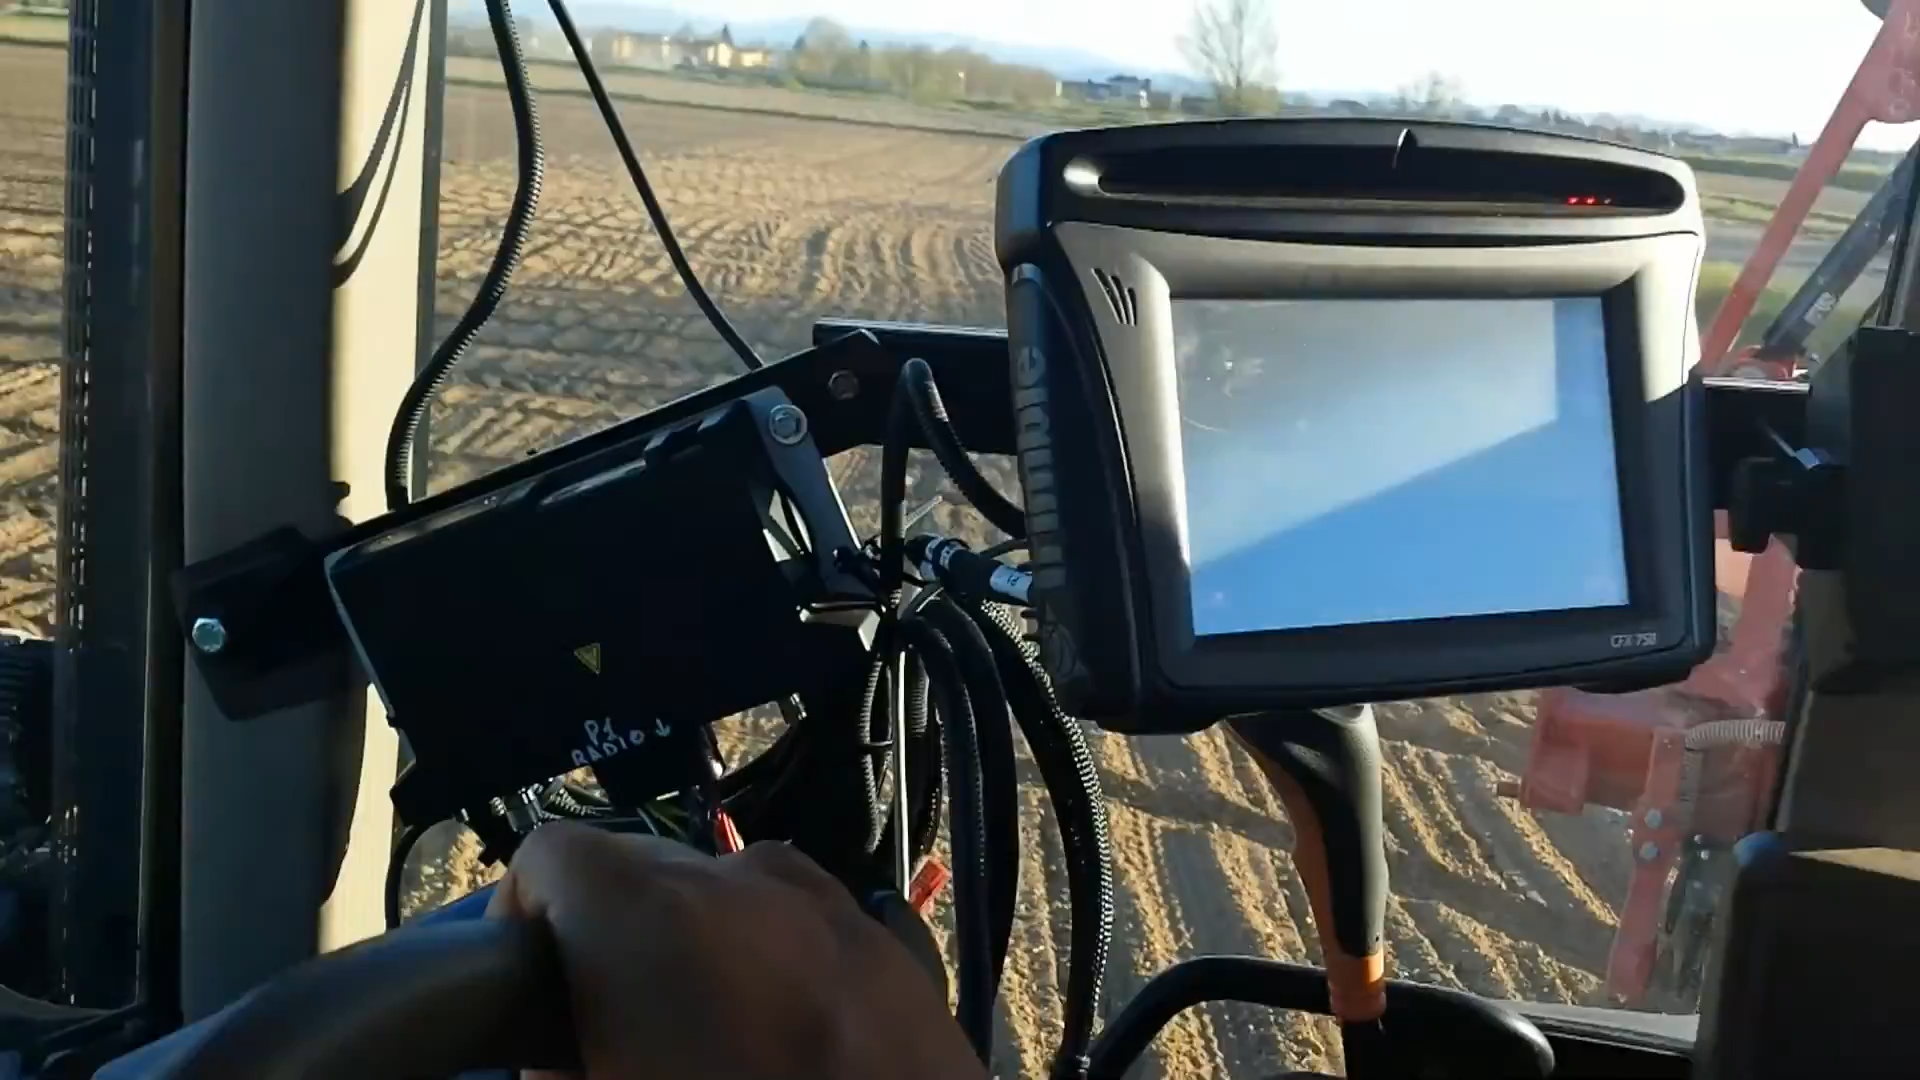 Trimble
CFX 750
P1
RADIO ↓